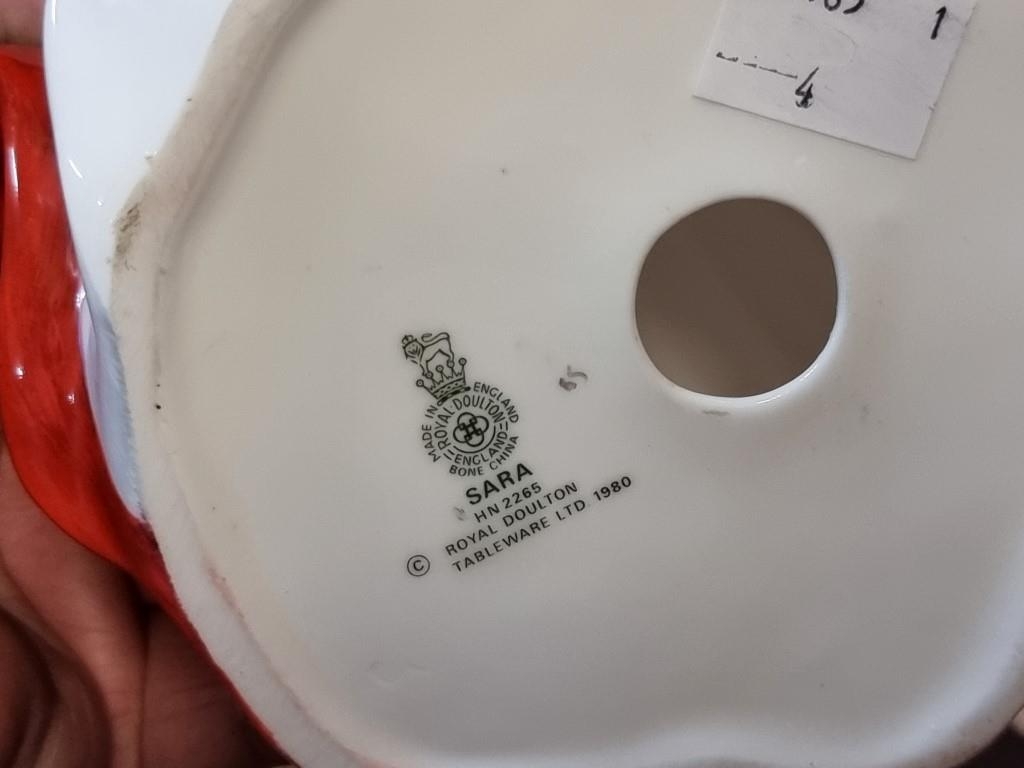 1
4
MADE IN ENGLAND
ROYAL DOULTON
ENGLAND
BONE CHINA
65
SARA
HN 2265
ROYAL DOULTON
© TABLEWARE LTD. 1980